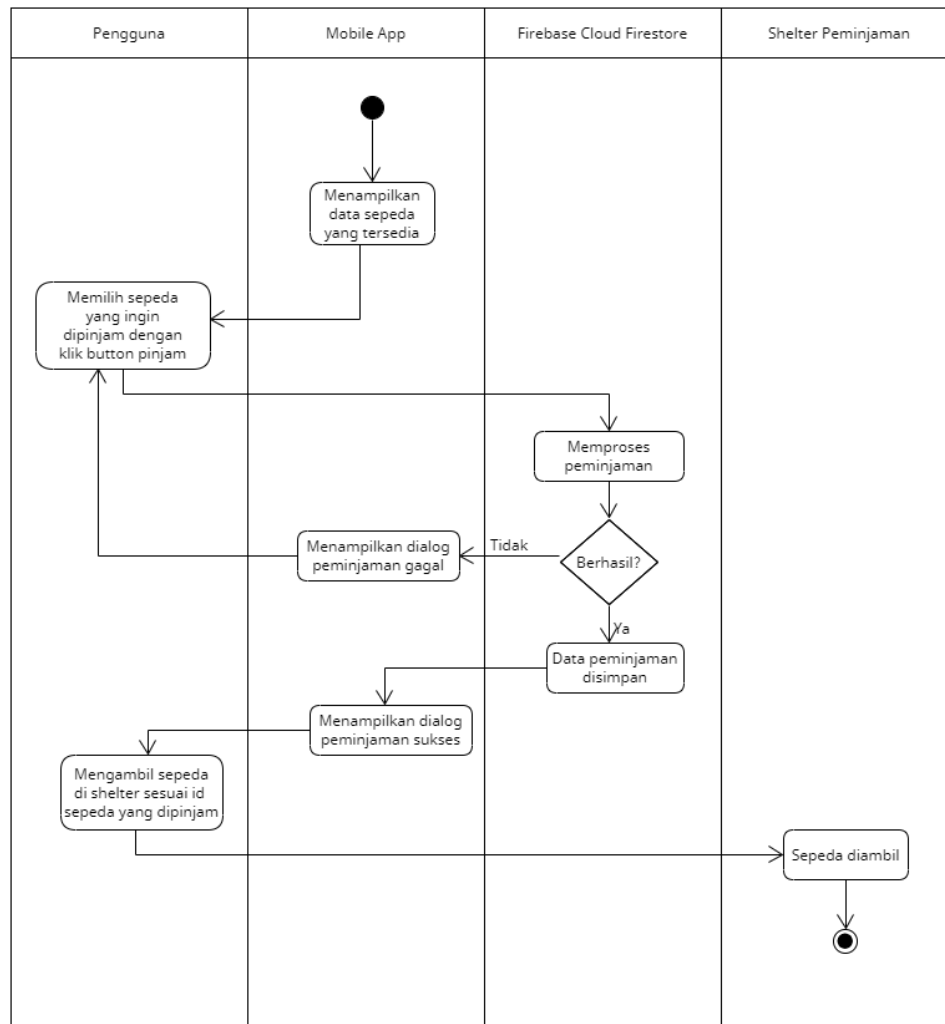 Pengguna
Mobile App
Firebase Cloud Firestore
Shelter Peminjaman
Menampilkan
data sepeda
yang tersedia
Memilih sepeda
yang ingin
dipinjam dengan
klik button pinjam
Memproses
peminjaman
Berhasil?
Tidak
Menampilkan dialog
peminjaman gagal
Ya
Data peminjaman
disimpan
Menampilkan dialog
peminjaman sukses
Mengambil sepeda
di shelter sesuai id
sepeda yang dipinjam
Sepeda diambil